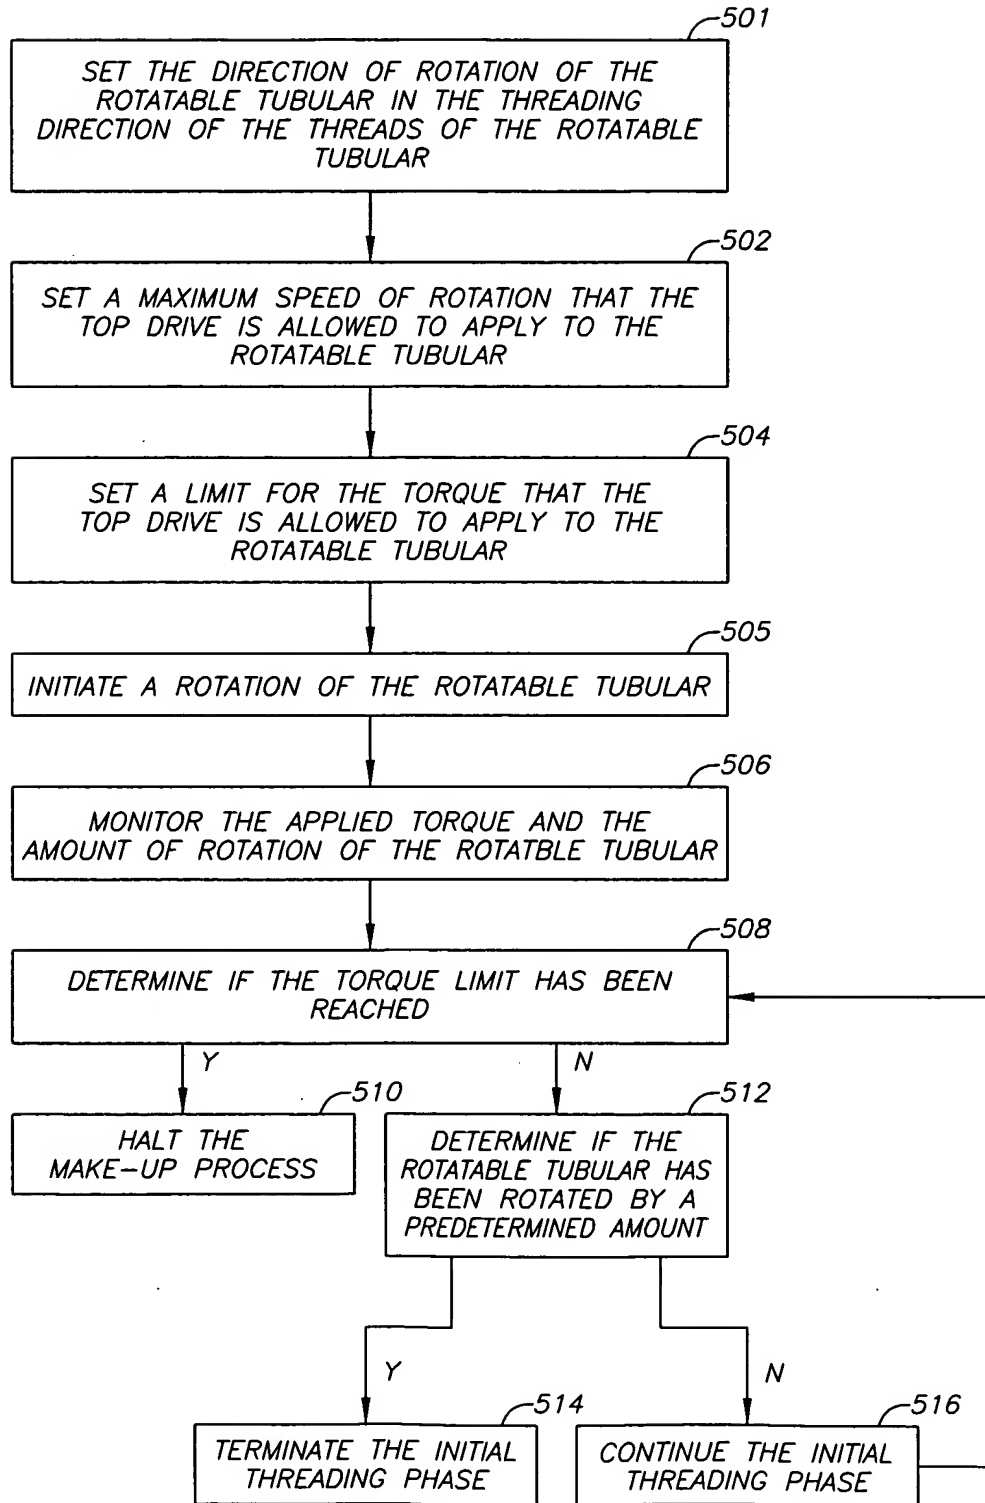 501
SET THE DIRECTION OF ROTATION OF THE
ROTATABLE TUBULAR IN THE THREADING
DIRECTION OF THE THREADS OF THE ROTATABLE
TUBULAR
502
SET A MAXIMUM SPEED OF ROTATION THAT THE
TOP DRIVE IS ALLOWED TO APPLY TO THE
ROTATABLE TUBULAR
504
SET A LIMIT FOR THE TORQUE THAT THE
TOP DRIVE IS ALLOWED TO APPLY TO THE
ROTATABLE TUBULAR
505
INITIATE A ROTATION OF THE ROTATABLE TUBULAR
506
MONITOR THE APPLIED TORQUE AND THE
AMOUNT OF ROTATION OF THE ROTATBLE TUBULAR
508
DETERMINE IF THE TORQUE LIMIT HAS BEEN
REACHED
Y
N
510
HALT THE
MAKE-UP PROCESS
512
DETERMINE IF THE
ROTATABLE TUBULAR HAS
BEEN ROTATED BY A
PREDETERMINED AMOUNT
Y
N
514
TERMINATE THE INITIAL
THREADING PHASE
516
CONTINUE THE INITIAL
THREADING PHASE